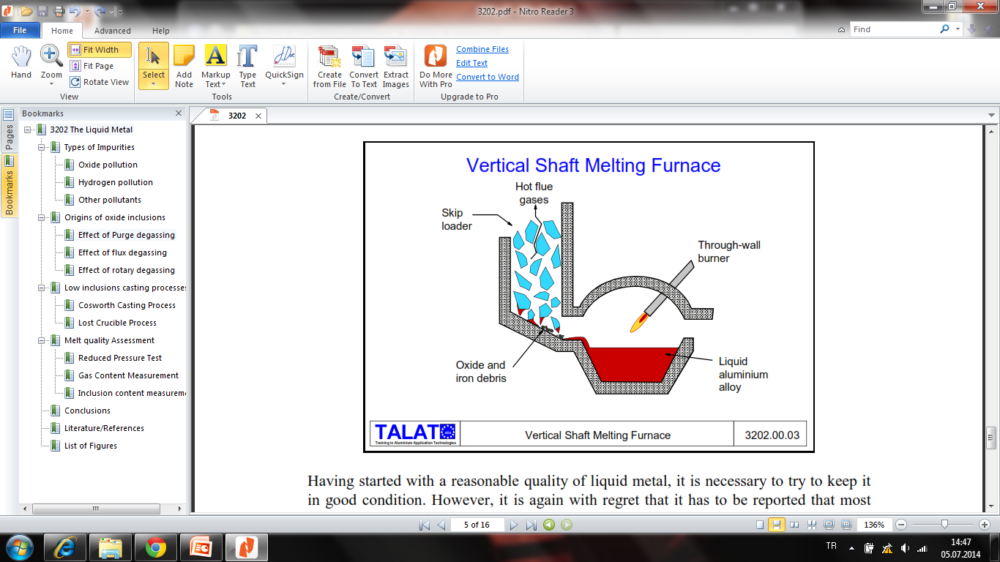 3202.pdf - Nitro Reader 3
File
Home
Advanced
Help
Find
Hand
Zoom
Fit Width
Fit Page
Rotate View
View
Select
Add
Note
Markup
Text
Type
Text
QuickSign
Tools
Create
from File
Convert
To Text
Extract
Images
Create/Convert
Do More
With Pro
Combine Files
Edit Text
Convert to Word
Upgrade to Pro
Pages
Bookmarks
Bookmarks
3202 The Liquid Metal
Types of Impurities
Oxide pollution
Hydrogen pollution
Other pollutants
Origins of oxide inclusions
Effect of Purge degassing
Effect of flux degassing
Effect of rotary degassing
Low inclusions casting processes
Cosworth Casting Process
Lost Crucible Process
Melt quality Assessment
Reduced Pressure Test
Gas Content Measurement
Inclusion content measurem
Conclusions
Literature/References
List of Figures
3202
Vertical Shaft Melting Furnace
Hot flue
gases
Skip
loader
Through-wall
burner
Oxide and
iron debris
Liquid
aluminium
alloy
TALAT
alu
Training in Aluminium Application Technologies
Vertical Shaft Melting Furnace
3202.00.03
Having started with a reasonable quality of liquid metal, it is necessary to try to keep it
in good condition. However, it is again with regret that it has to be reported that most
5 of 16
136%
TR
14:47
05.07.2014